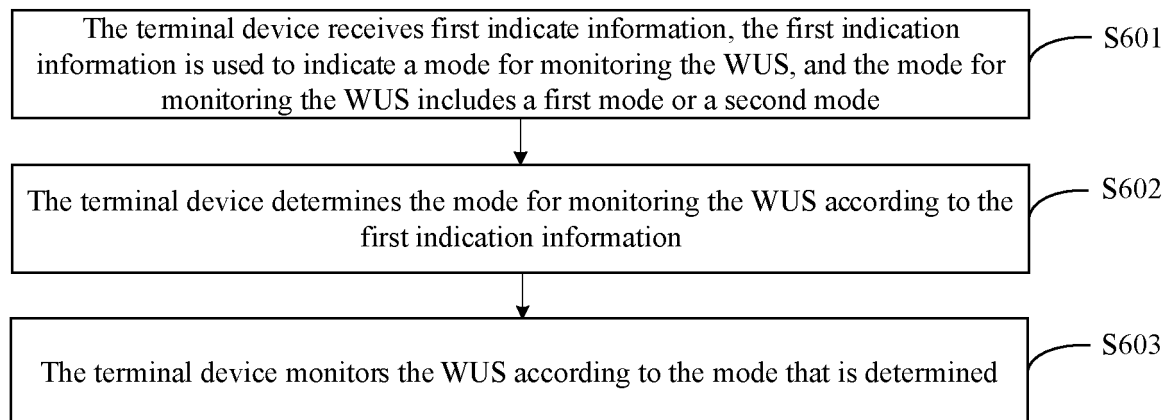 The terminal device receives first indicate information, the first indication
information is used to indicate a mode for monitoring the WUS, and the mode for
monitoring the WUS includes a first mode or a second mode
S601
The terminal device determines the mode for monitoring the WUS according to the
first indication information
S602
The terminal device monitors the WUS according to the mode that is determined
S603